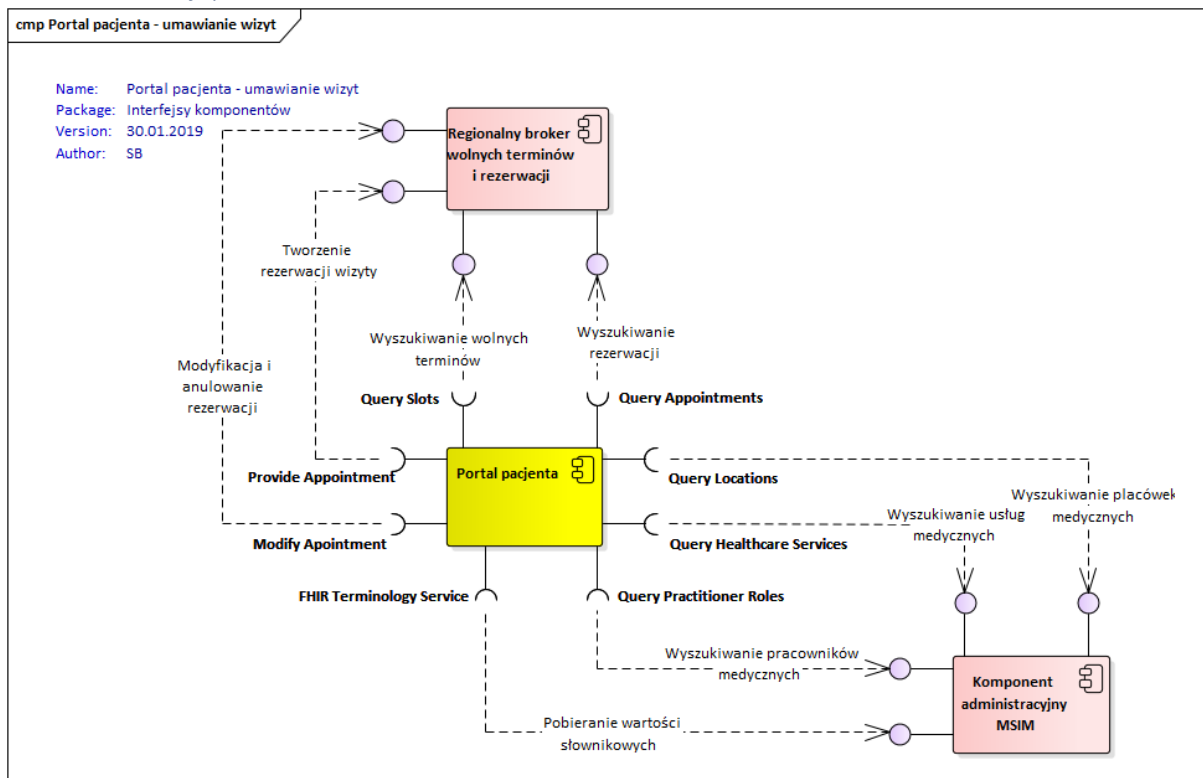 cmp Portal pacjenta - umawianie wizyt
Name: Portal pacjenta - umawianie wizyt
Package: Interfejsy komponentów
Version: 30.01.2019
Author: SB
Regionalny broker
wolnych terminów
i rezerwacji
Tworzenie
rezerwacji wizyty
Wyszukiwanie wolnych
terminów
Wyszukiwanie
rezerwacji
Modyfikacja i
anulowanie
rezerwacji
Query Slots
Query Appointments
Provide Appointment
Portal pacjenta
Query Locations
Wyszukiwanie placówek
medycznych
Wyszukiwanie usług
medycznych
Modify Apointment
Query Healthcare Services
FHIR Terminology Service
Query Practitioner Roles
Wyszukiwanie pracowników
medycznych
Komponent
administracyjny
MSIM
Pobieranie wartości
słownikowych